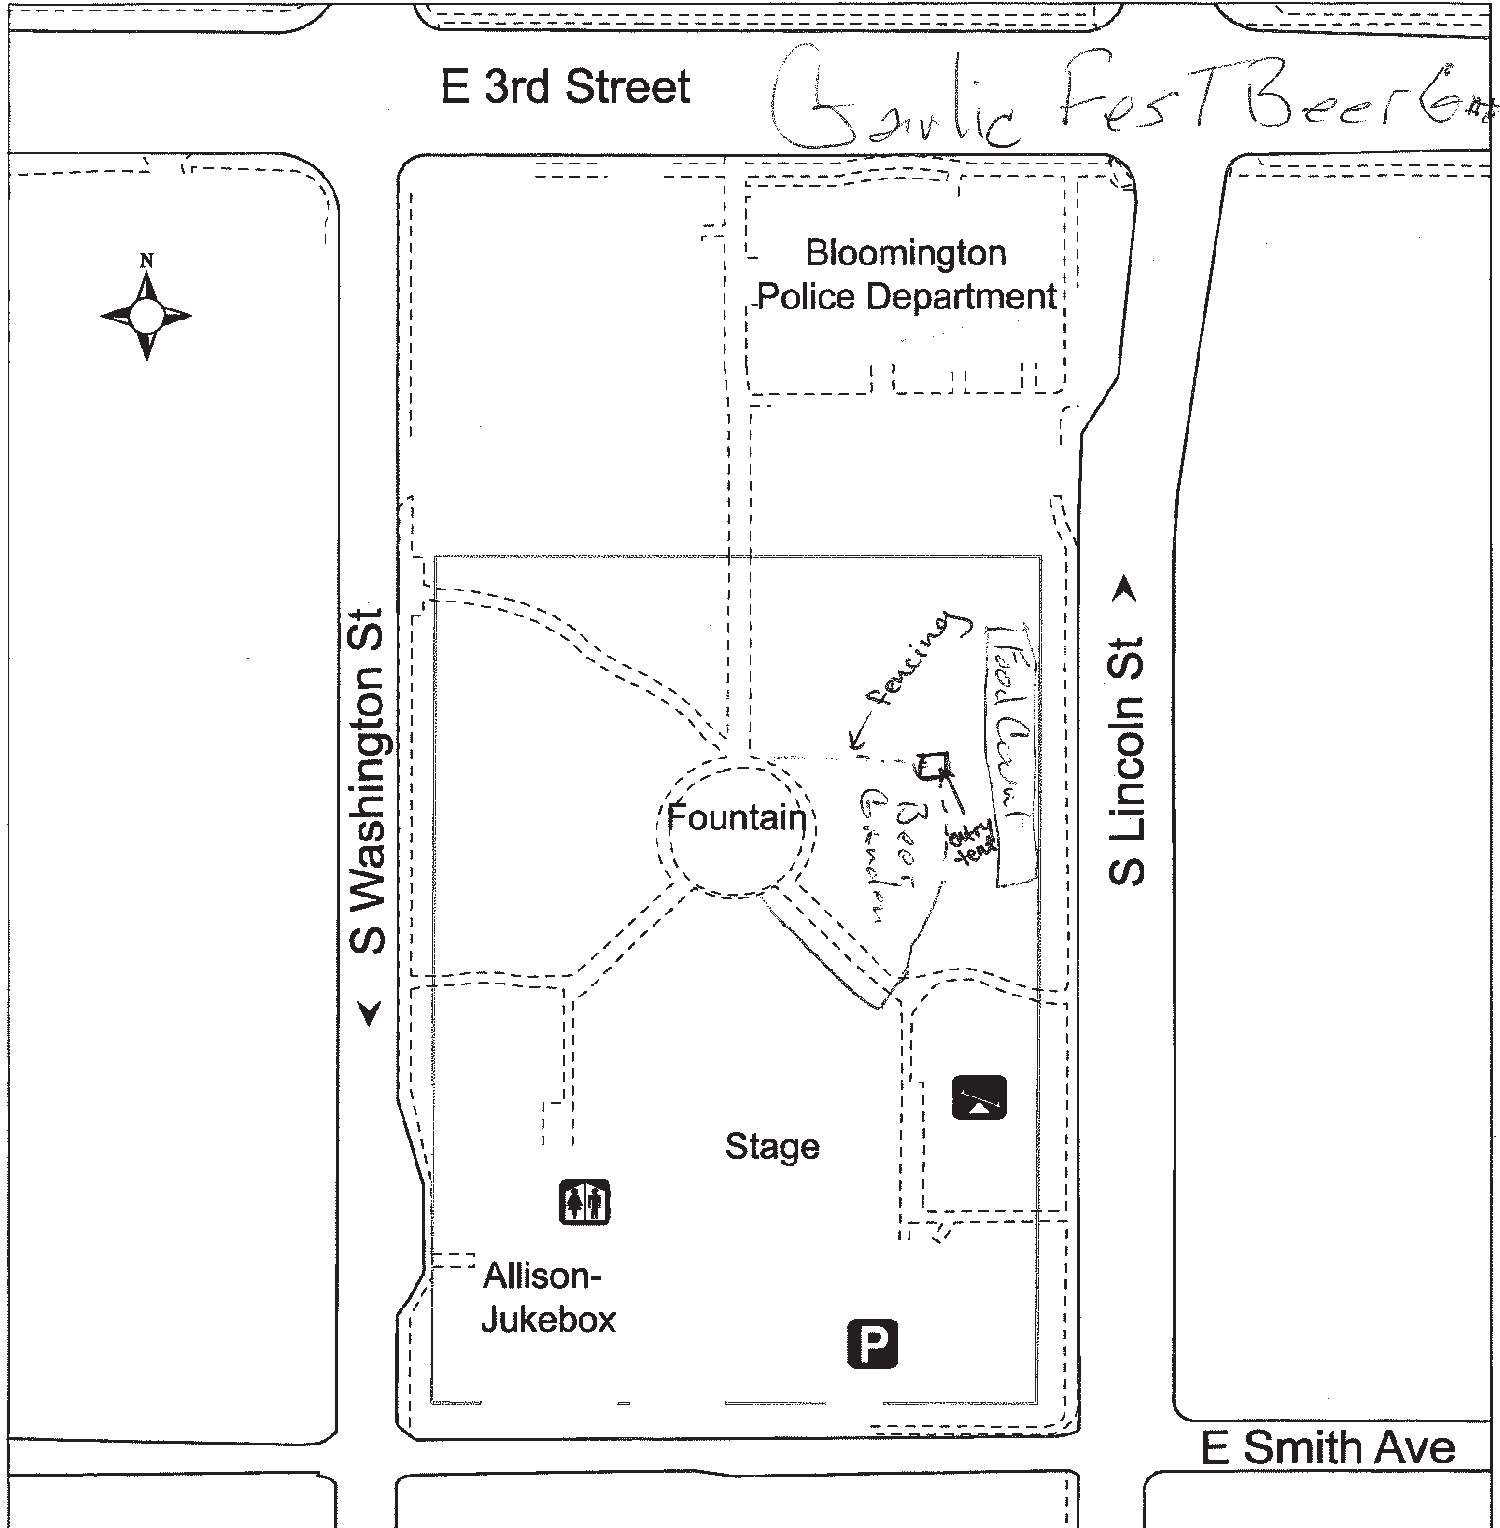 E 3rd Street
Garlic FesT Beer
N
Bloomington
Police Department
S Washington St
S Lincoln St
fencing
Food Court
Fountain
Beer
Garden
entry
tent
Stage
Allison-
Jukebox
P
E Smith Ave